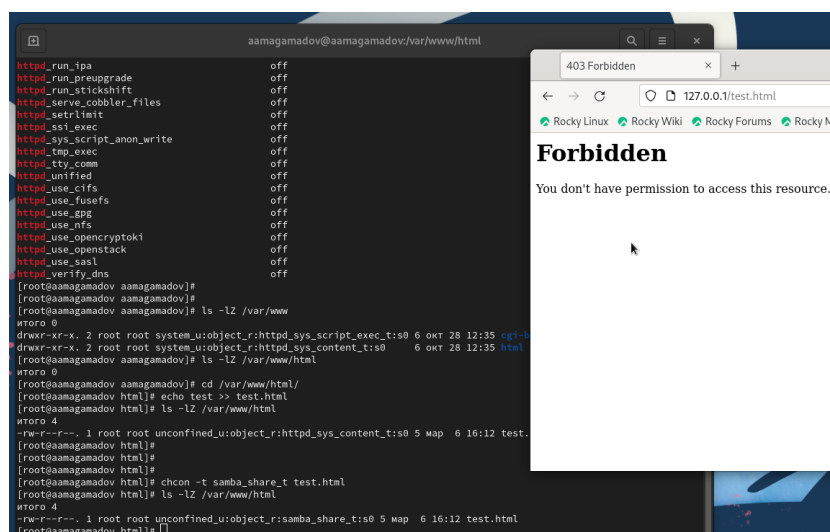 aamagamadov@aamagamadov:/var/www/html
httpd_run_ipa off
httpd_run_preupgrade off
httpd_run_stickshift off
httpd_serve_cobbler_files off
httpd_setrlimit off
httpd_ssi_exec off
httpd_sys_script_anon_write off
httpd_tmp_exec off
httpd_tty_comm off
httpd_unified off
httpd_use_cifs off
httpd_use_fusefs off
httpd_use_gpg off
httpd_use_nfs off
httpd_use_opencryptoki off
httpd_use_openstack off
httpd_use_sasl off
httpd_verify_dns off
[root@aamagamadov aamagamadov]#
[root@aamagamadov aamagamadov]#
[root@aamagamadov aamagamadov]# ls -lZ /var/www
итого 0
drwxr-xr-x. 2 root root system_u:object_r:httpd_sys_script_exec_t:s0 6 окт 28 12:35 cgi-b
drwxr-xr-x. 2 root root system_u:object_r:httpd_sys_content_t:s0 6 окт 28 12:35 html
[root@aamagamadov aamagamadov]# ls -lZ /var/www/html
итого 0
[root@aamagamadov aamagamadov]# cd /var/www/html/
[root@aamagamadov html]# echo test >> test.html
[root@aamagamadov html]# ls -lZ /var/www/html
итого 4
-rw-r--r--. 1 root root unconfined_u:object_r:httpd_sys_content_t:s0 5 мар 6 16:12 test.
[root@aamagamadov html]#
[root@aamagamadov html]#
[root@aamagamadov html]#
[root@aamagamadov html]# chcon -t samba_share_t test.html
[root@aamagamadov html]# ls -lZ /var/www/html
итого 4
-rw-r--r--. 1 root root unconfined_u:object_r:samba_share_t:s0 5 мар 6 16:12 test.html
[root@aamagamadov html]#
403 Forbidden
127.0.0.1/test.html
Rocky Linux Rocky Wiki Rocky Forums Rocky M
Forbidden
You don't have permission to access this resource.